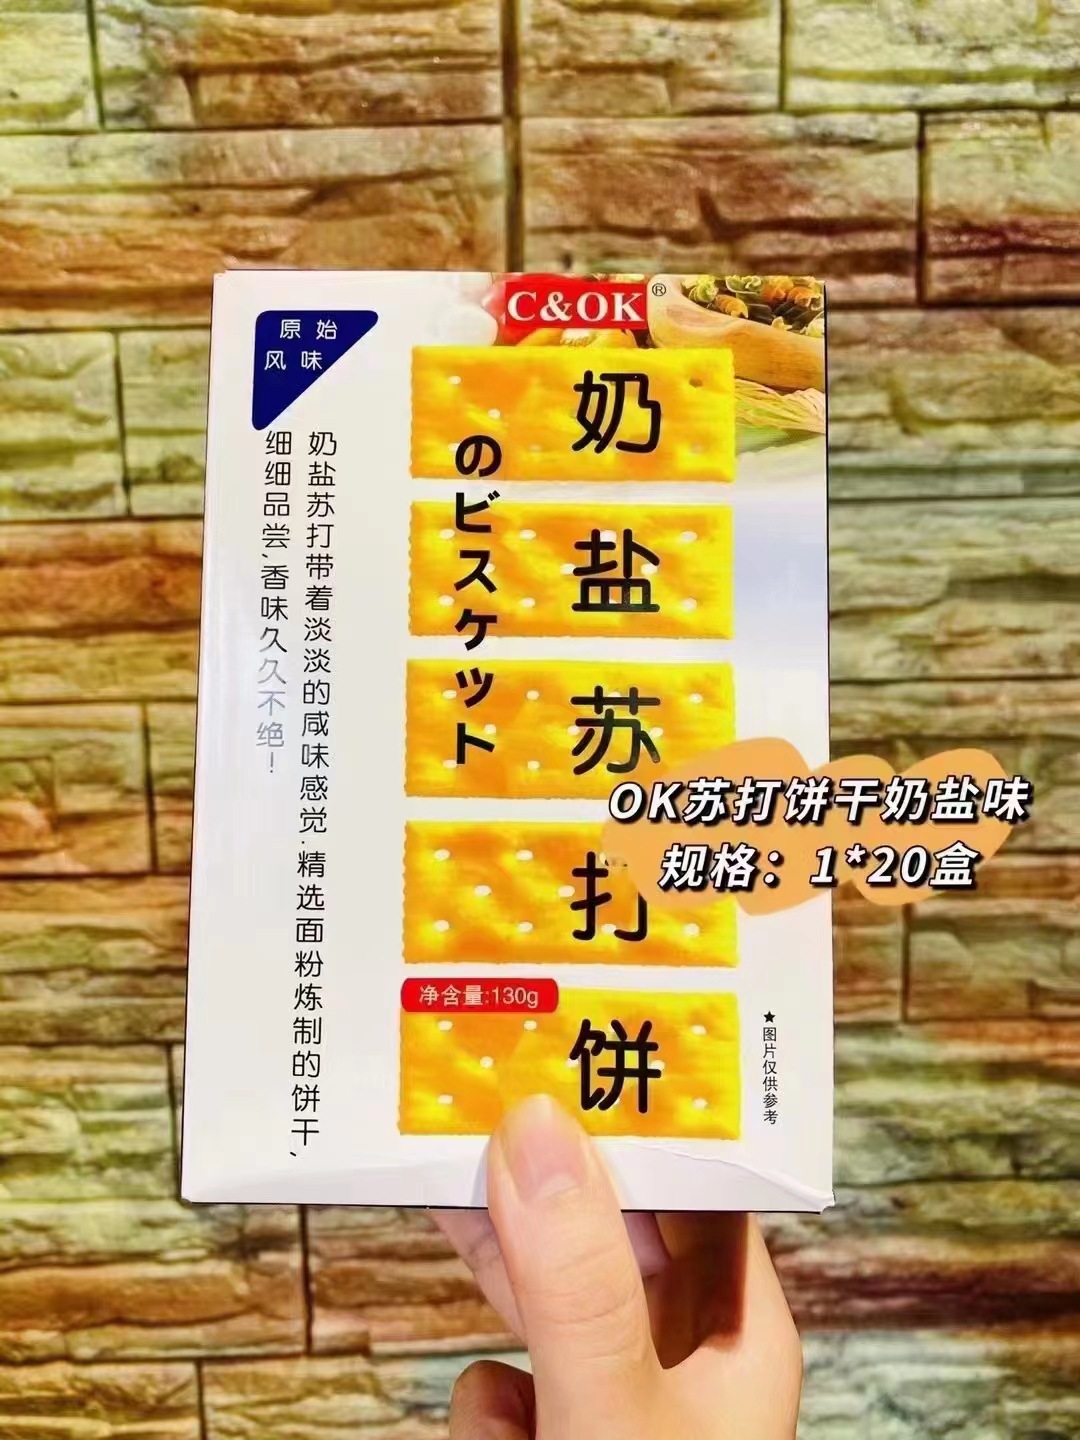 C&OK®
原始
风味
奶盐苏打饼
のビスケット
奶盐苏打带着淡淡的咸味感觉·精选面粉炼制的饼干、
细细品尝、香味久久不绝！
OK苏打饼干奶盐味
规格：1*20盒
净含量:130g
★图片仅供参考